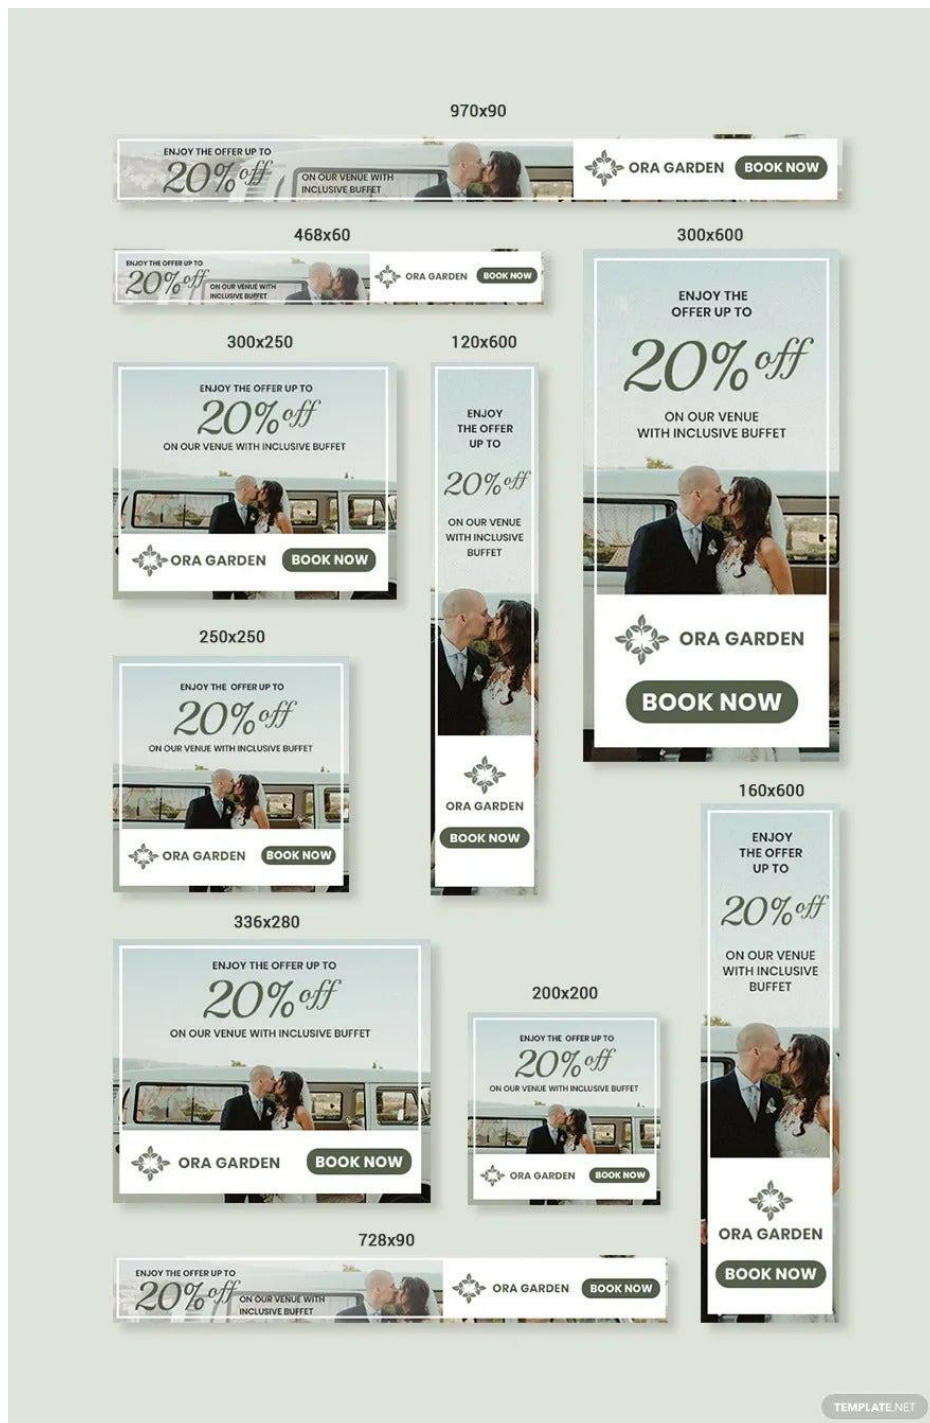 970x90
ENJOY THE OFFER UP TO
20% off
ON OUR VENUE WITH
INCLUSIVE BUFFET
ORA GARDEN
BOOK NOW
468x60
ENJOY THE OFFER UP TO
20% off
ON OUR VENUE WITH
INCLUSIVE BUFFET
ORA GARDEN
BOOK NOW
300x600
ENJOY THE
OFFER UP TO
20% off
ON OUR VENUE
WITH INCLUSIVE BUFFET
ORA GARDEN
BOOK NOW
300x250
ENJOY THE OFFER UP TO
20% off
ON OUR VENUE WITH INCLUSIVE BUFFET
ORA GARDEN
BOOK NOW
120x600
ENJOY
THE OFFER
UP TO
20% off
ON OUR VENUE
WITH INCLUSIVE
BUFFET
ORA GARDEN
BOOK NOW
250x250
ENJOY THE OFFER UP TO
20% off
ON OUR VENUE WITH INCLUSIVE BUFFET
ORA GARDEN
BOOK NOW
160x600
ENJOY
THE OFFER
UP TO
20% off
ON OUR VENUE
WITH INCLUSIVE
BUFFET
ORA GARDEN
BOOK NOW
336x280
ENJOY THE OFFER UP TO
20% off
ON OUR VENUE WITH INCLUSIVE BUFFET
ORA GARDEN
BOOK NOW
200x200
ENJOY THE OFFER UP TO
20% off
ON OUR VENUE WITH INCLUSIVE BUFFET
ORA GARDEN
BOOK NOW
728x90
ENJOY THE OFFER UP TO
20% off
ON OUR VENUE WITH
INCLUSIVE BUFFET
ORA GARDEN
BOOK NOW
TEMPLATE.NET